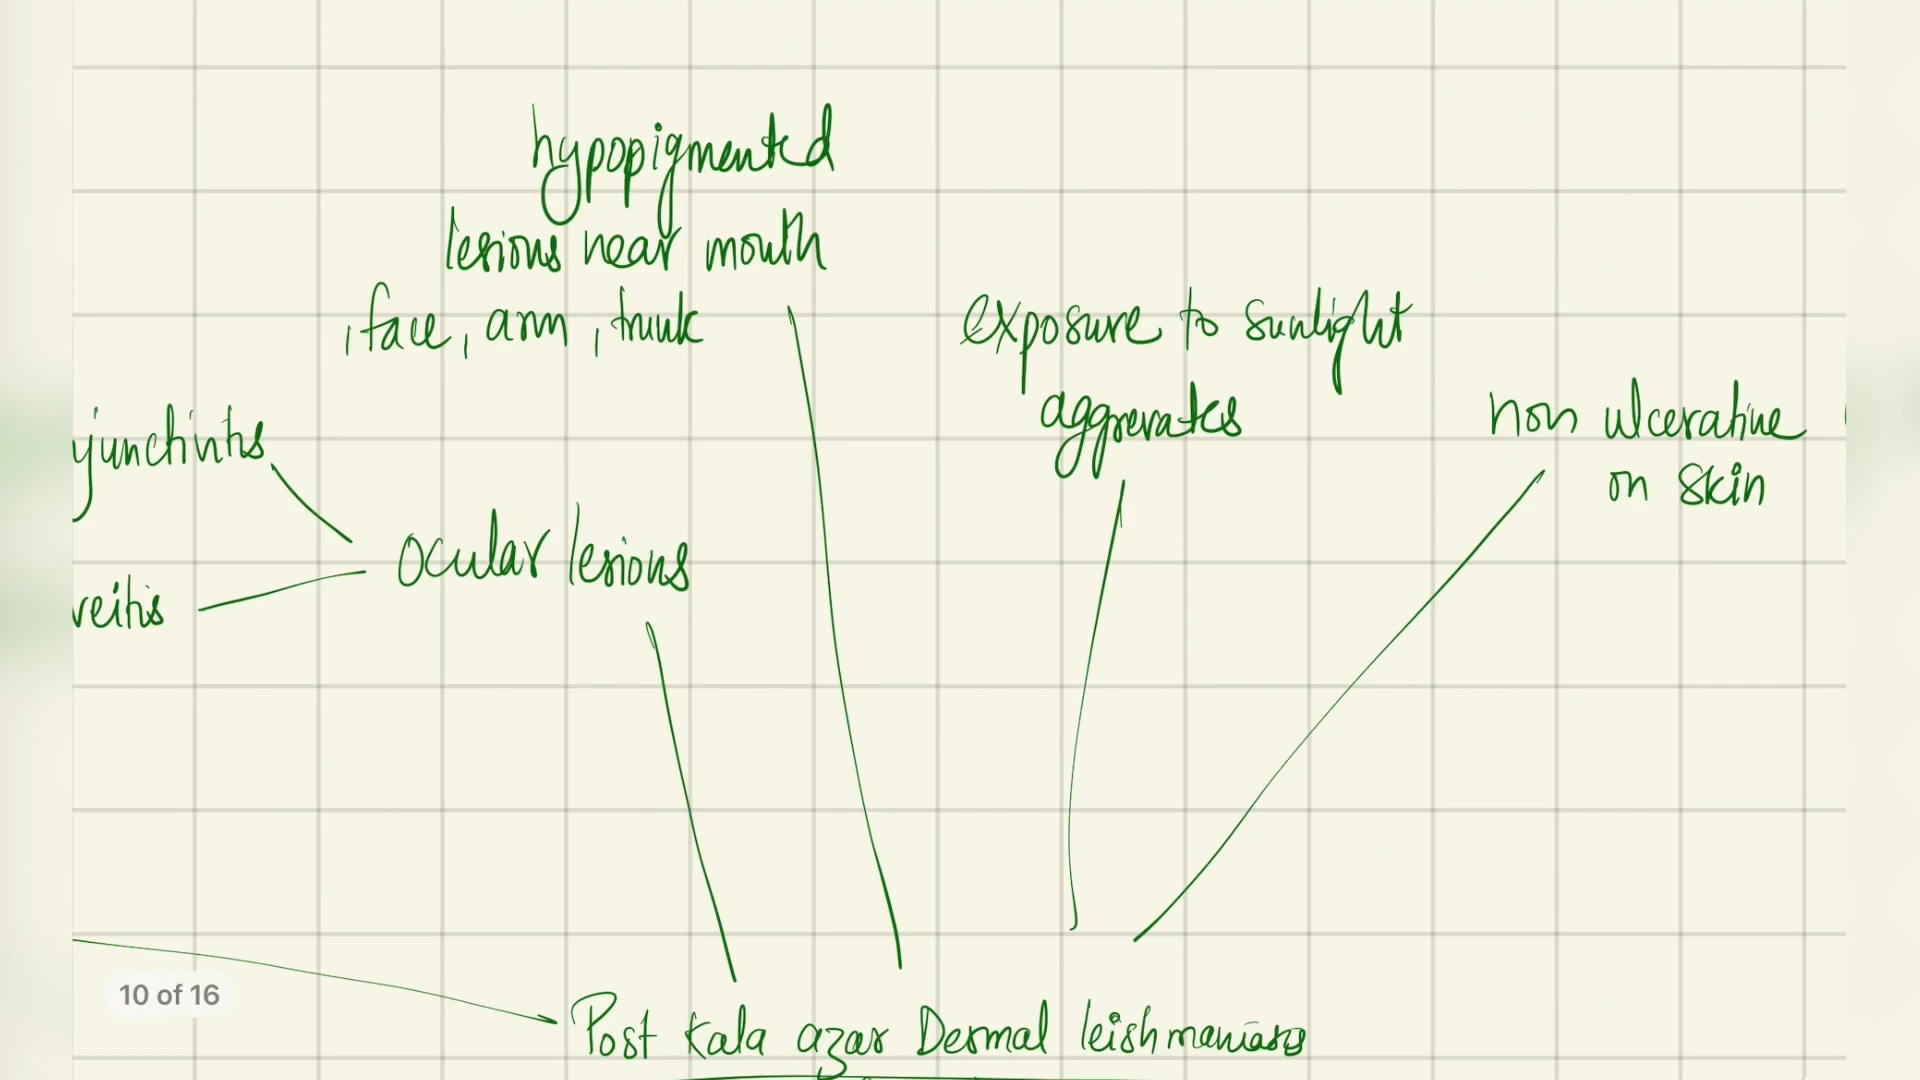 hypopigmented
lesions near mouth
, face, arm, trunk
exposure to sunlight
aggrevates
non ulcerative
on skin
junctivitis
ocular lesions
veitis
10 of 16
Post Kala azar Dermal leishmaniasis